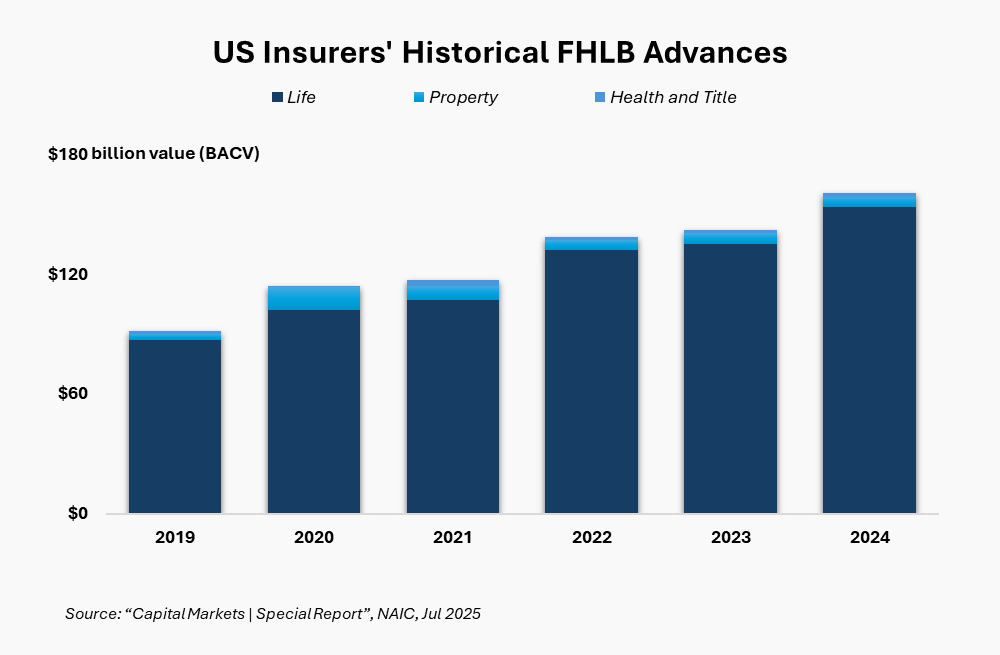 US Insurers' Historical FHLB Advances
Life Property Health and Title
$180 billion value (BACV)
$120
$60
$0
2019 2020 2021 2022 2023 2024
Source: “Capital Markets | Special Report”, NAIC, Jul 2025